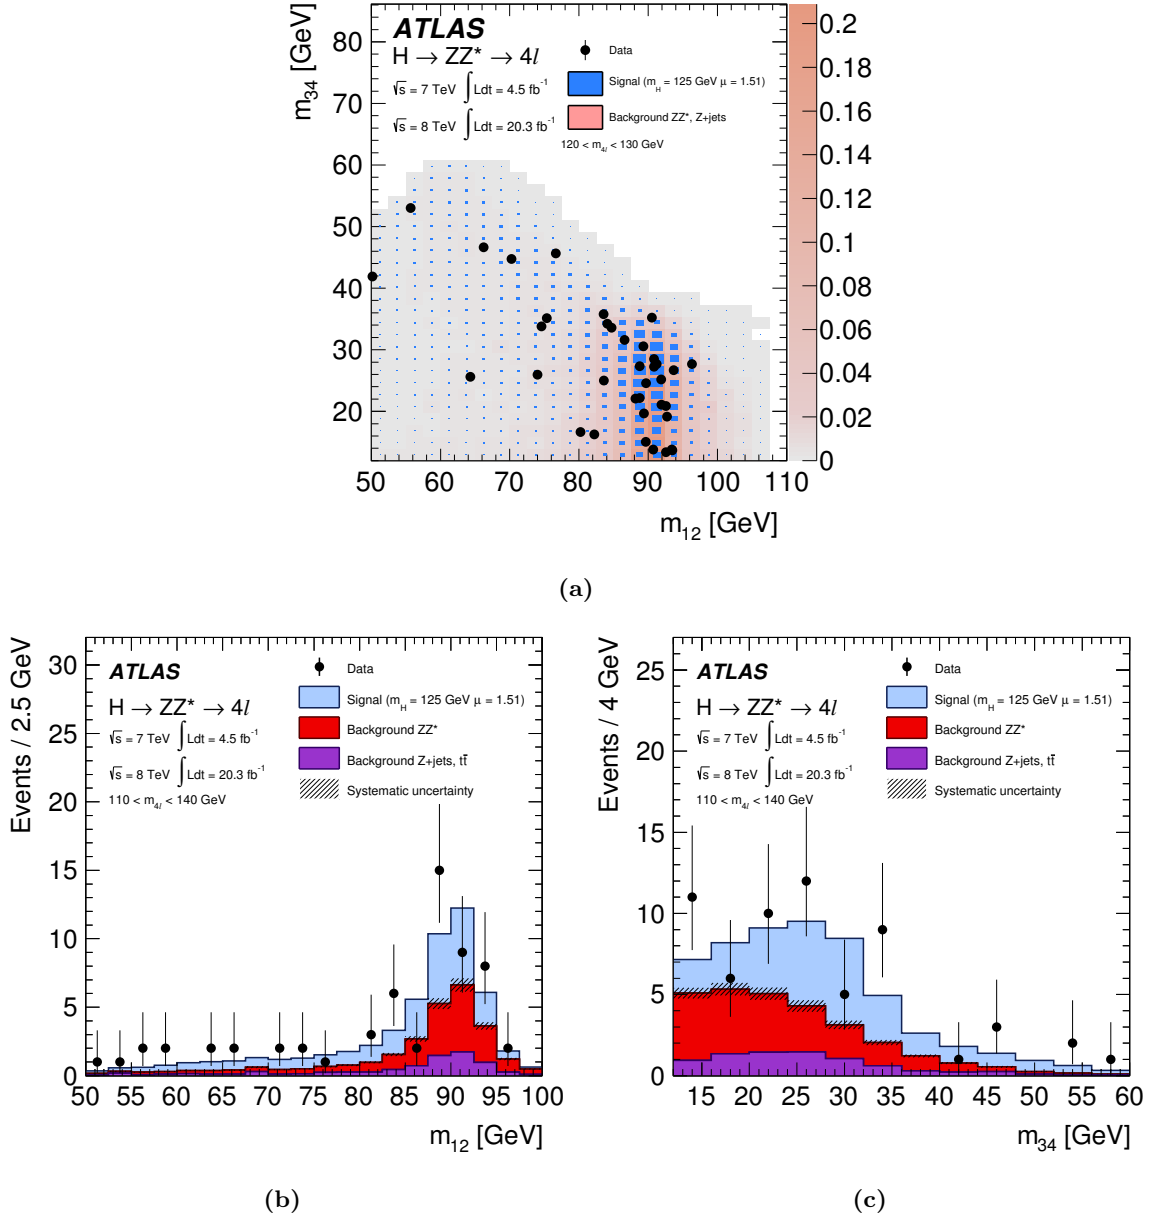 ATLAS
H → ZZ* → 4l
√s = 7 TeV ∫Ldt = 4.5 fb⁻¹
√s = 8 TeV ∫Ldt = 20.3 fb⁻¹
Data
Signal (m_H = 125 GeV μ = 1.51)
Background ZZ*, Z+jets
120 < m_4l < 130 GeV
m_34 [GeV]
80
70
60
50
40
30
20
50 60 70 80 90 100 110
m_12 [GeV]
0.2
0.18
0.16
0.14
0.12
0.1
0.08
0.06
0.04
0.02
0
(a)
Events / 2.5 GeV
30
25
20
15
10
5
0
ATLAS
H → ZZ* → 4l
√s = 7 TeV ∫Ldt = 4.5 fb⁻¹
√s = 8 TeV ∫Ldt = 20.3 fb⁻¹
110 < m_4l < 140 GeV
Data
Signal (m_H = 125 GeV μ = 1.51)
Background ZZ*
Background Z+jets, tt̄
Systematic uncertainty
50 55 60 65 70 75 80 85 90 95 100
m_12 [GeV]
(b)
Events / 4 GeV
25
20
15
10
5
0
ATLAS
H → ZZ* → 4l
√s = 7 TeV ∫Ldt = 4.5 fb⁻¹
√s = 8 TeV ∫Ldt = 20.3 fb⁻¹
110 < m_4l < 140 GeV
Data
Signal (m_H = 125 GeV μ = 1.51)
Background ZZ*
Background Z+jets, tt̄
Systematic uncertainty
15 20 25 30 35 40 45 50 55 60
m_34 [GeV]
(c)